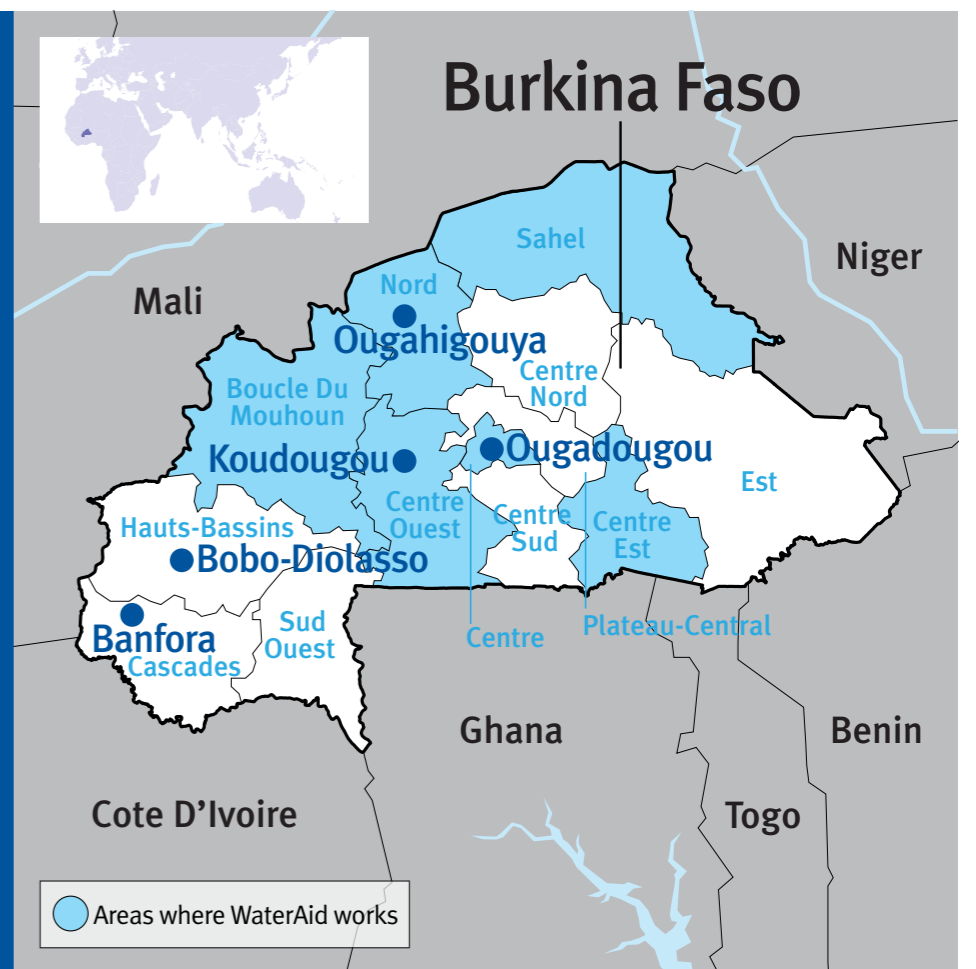 Burkina Faso
Sahel
Niger
Nord
Mali
Ougahigouya
Centre
Nord
Boucle Du
Mouhoun
Ougadougou
Koudougou
Est
Centre
Ouest
Centre
Sud
Centre
Est
Hauts-Bassins
Bobo-Diolasso
Sud
Ouest
Banfora
Cascades
Centre
Plateau-Central
Ghana
Benin
Cote D’Ivoire
Togo
Areas where WaterAid works